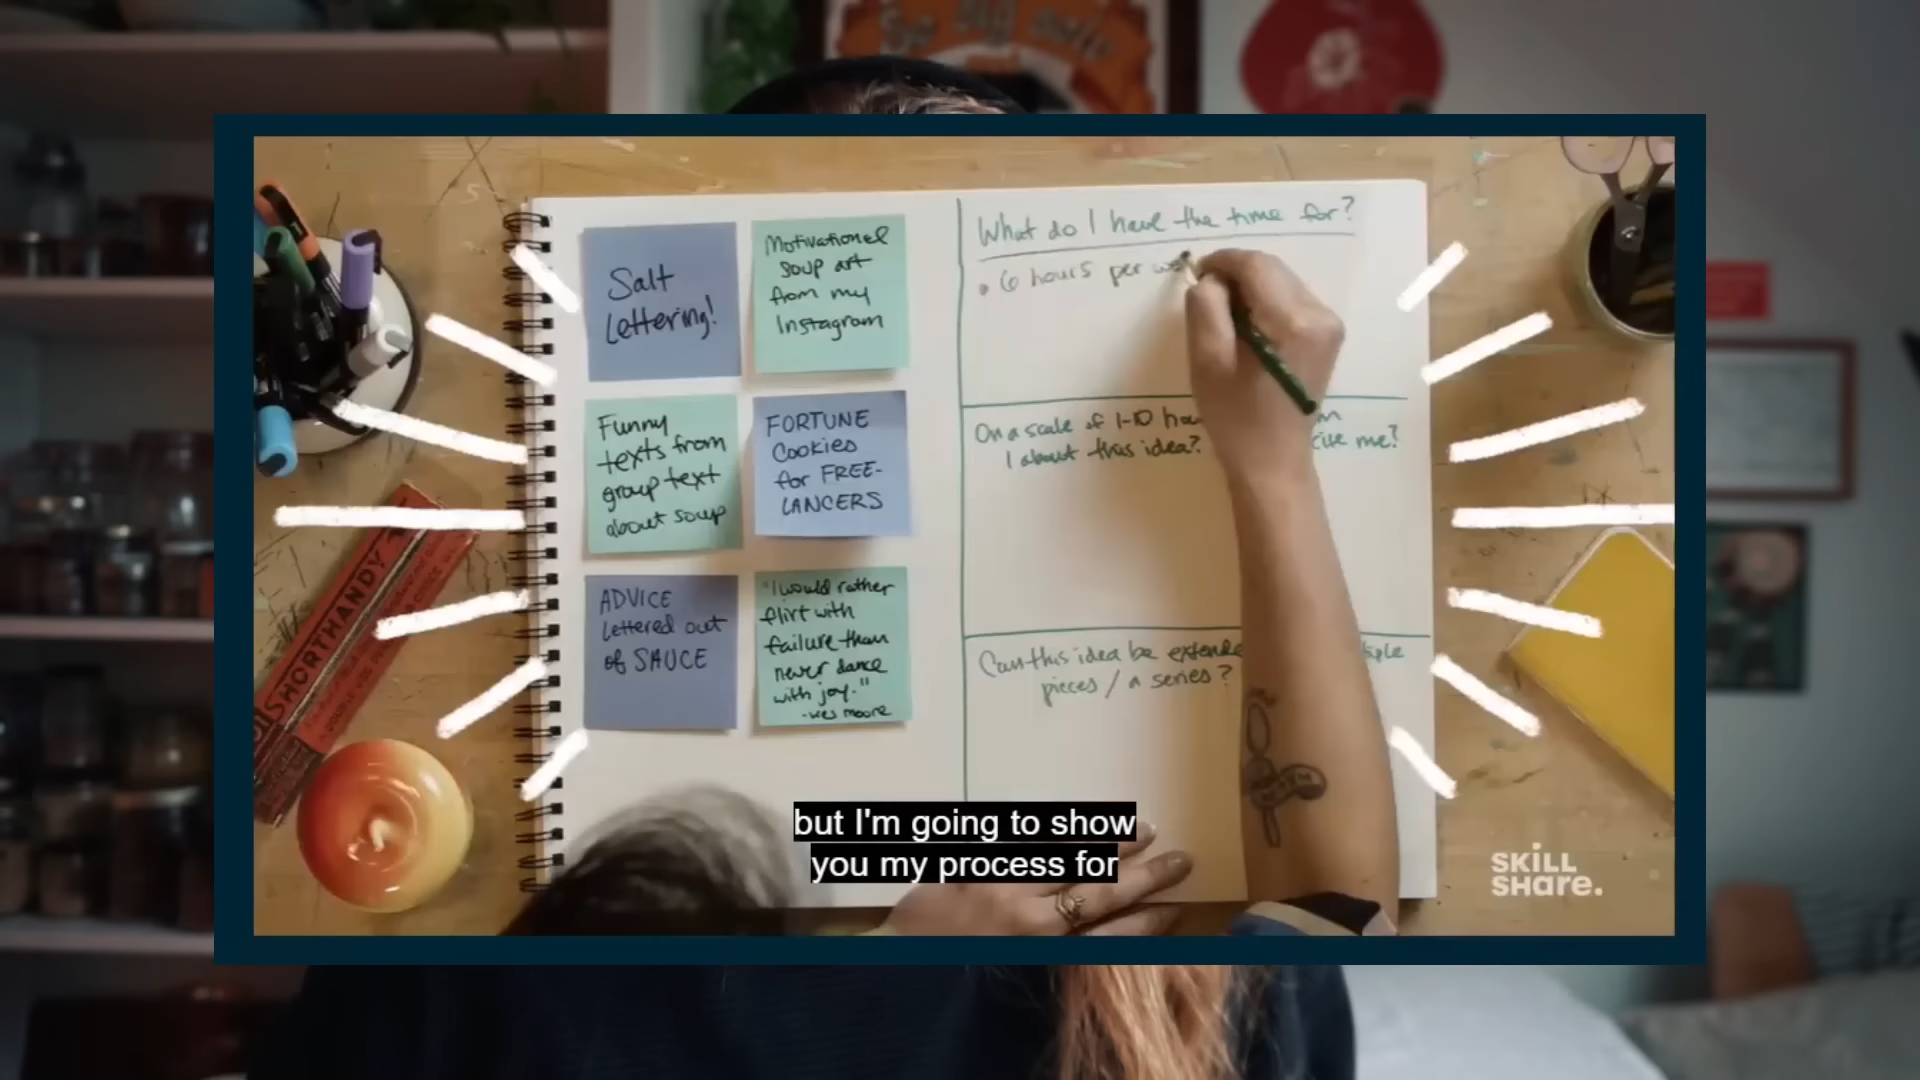 Salt
Lettering!
Motivational
soup art
from my
Instagram
Funny
texts from
group text
about soup
FORTUNE
Cookies
for FREE-
LANCERS
ADVICE
Lettered out
of SAUCE
"I would rather
flirt with
failure than
never dance
with joy."
-wes moore
What do I have the time for?
• 6 hours per
On a scale of 1-10
I about this idea?
me?
Can this idea be
pieces / a series?
SHORTHANDY
but I'm going to show
you my process for
SKILL
SHare.